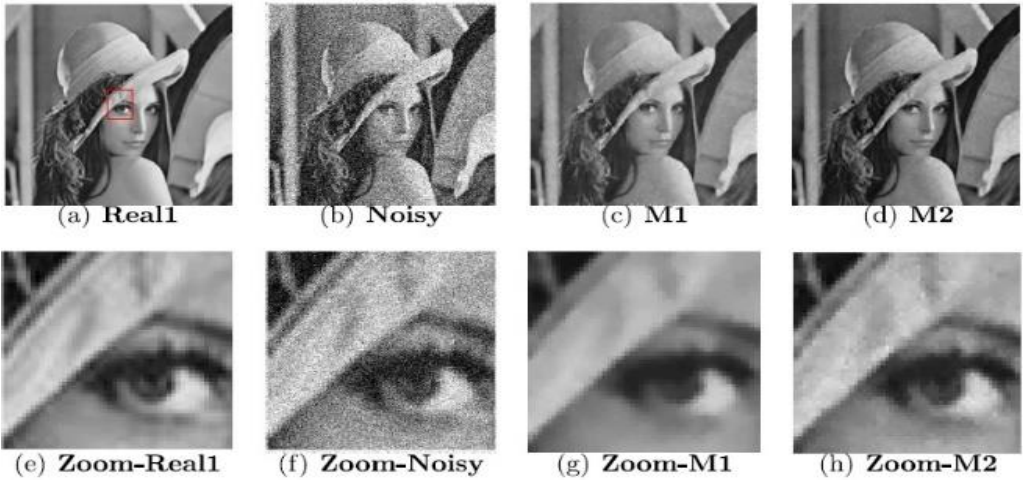 (a) Real1
(b) Noisy
(c) M1
(d) M2
(e) Zoom-Real1
(f) Zoom-Noisy
(g) Zoom-M1
(h) Zoom-M2